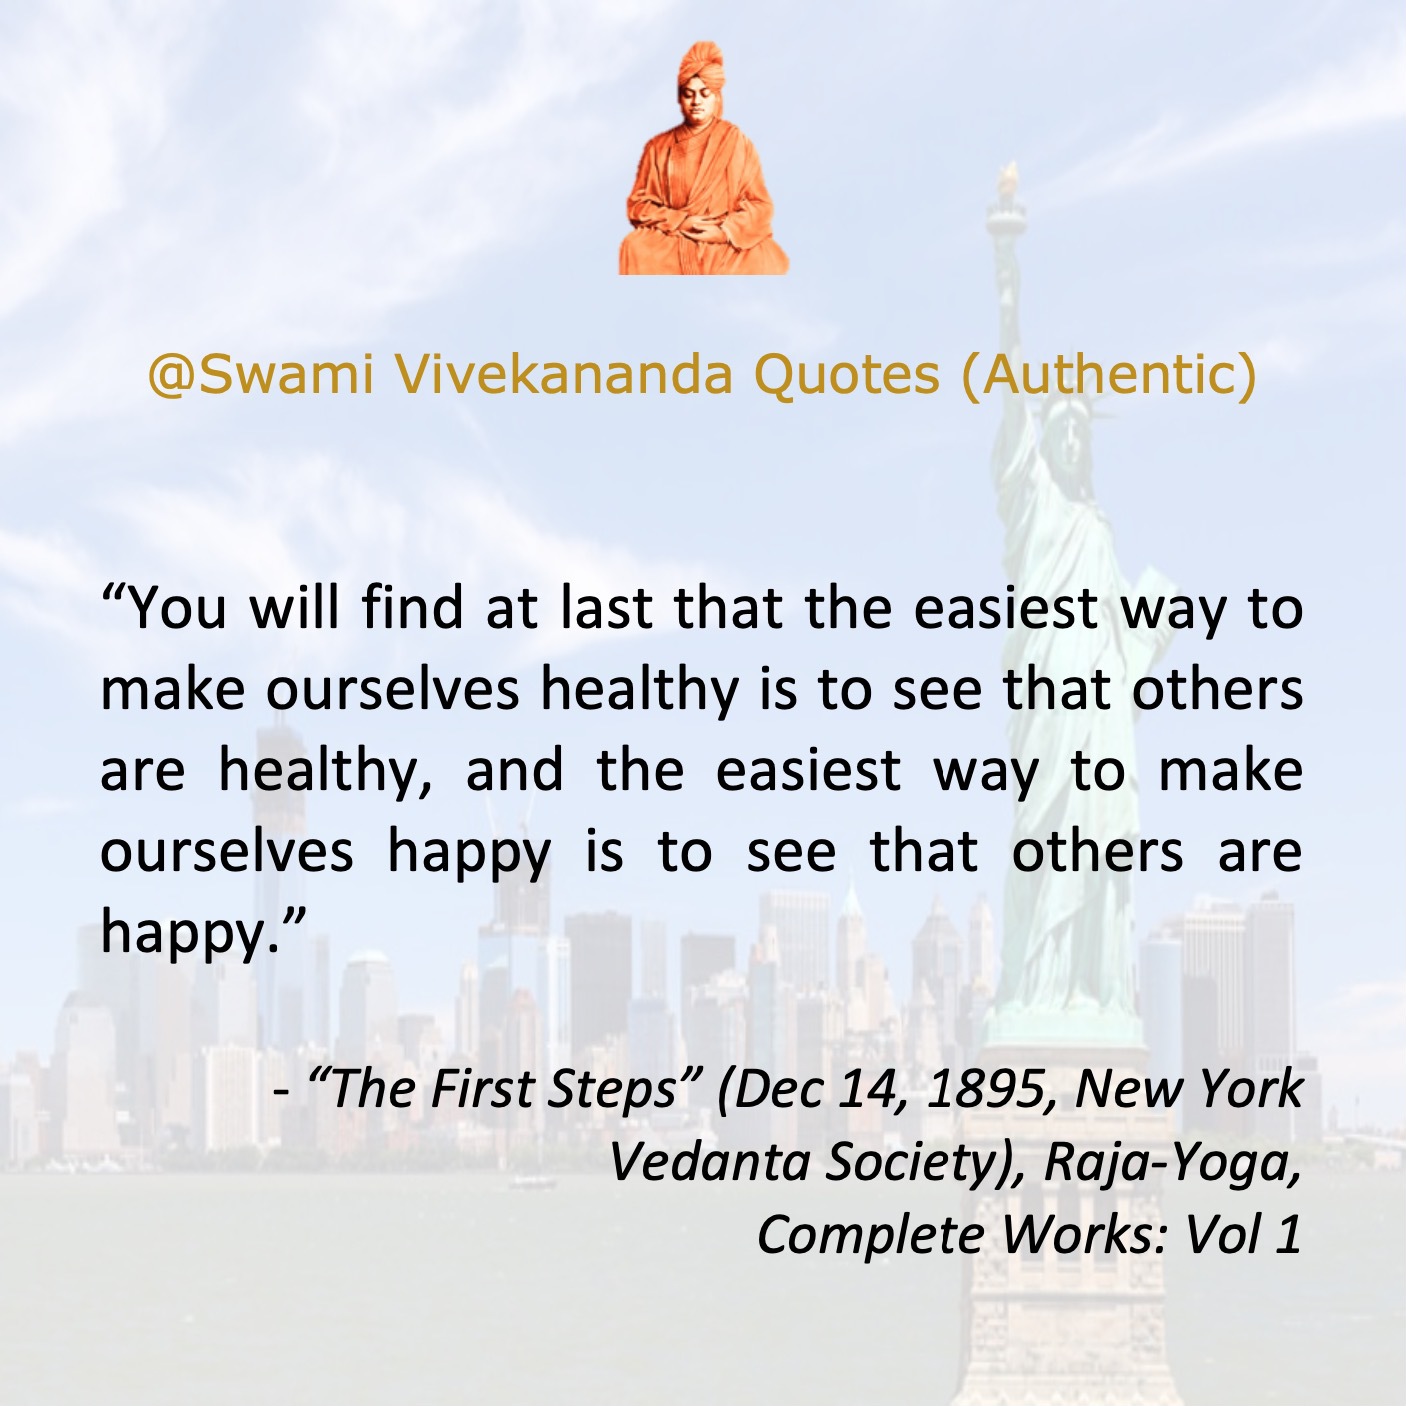 @Swami Vivekananda Quotes (Authentic)
“You will find at last that the easiest way to
make ourselves healthy is to see that others
are healthy, and the easiest way to make
ourselves happy is to see that others are
happy.”
- “The First Steps” (Dec 14, 1895, New York
Vedanta Society), Raja-Yoga,
Complete Works: Vol 1